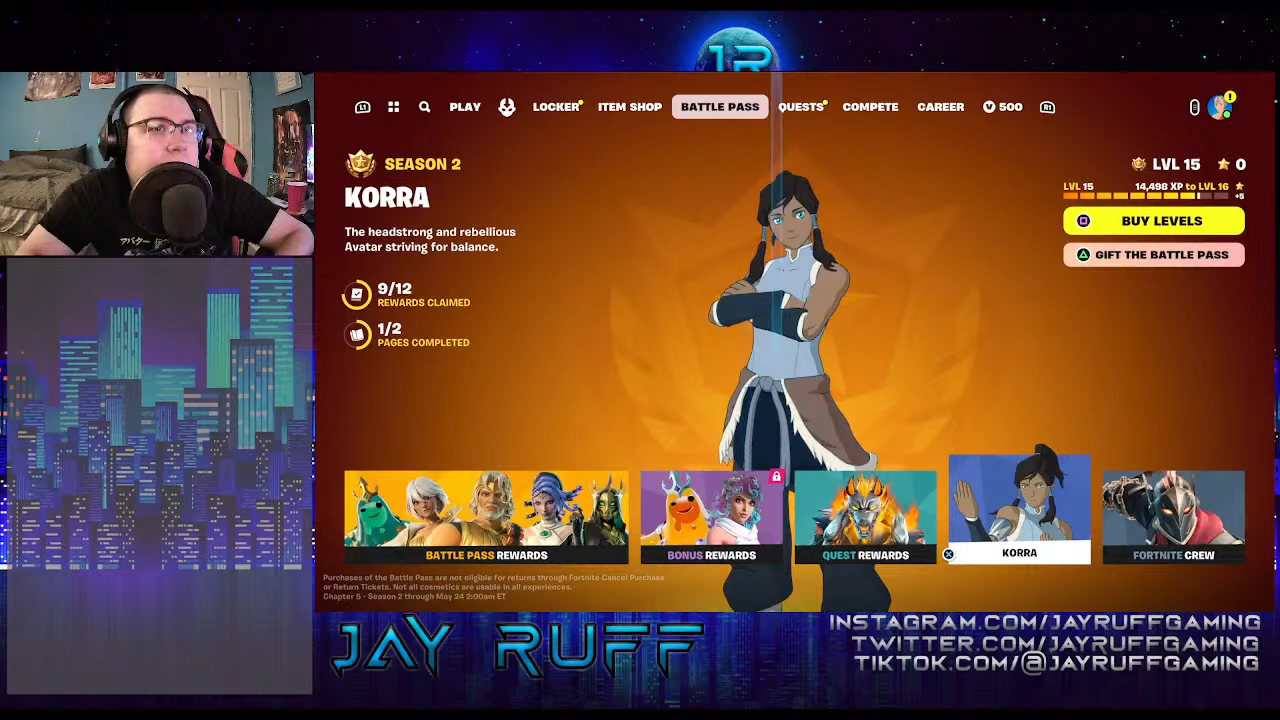 JR
L1
PLAY
LOCKER
ITEM SHOP
BATTLE PASS
QUESTS
COMPETE
CAREER
V 500
R1
!
SEASON 2
KORRA
The headstrong and rebellious
Avatar striving for balance.
9/12
REWARDS CLAIMED
1/2
PAGES COMPLETED
LVL 15
0
LVL 15
14,498 XP to LVL 16
+5
BUY LEVELS
GIFT THE BATTLE PASS
BATTLE PASS REWARDS
BONUS REWARDS
QUEST REWARDS
KORRA
FORTNITE CREW
Purchases of the Battle Pass are not eligible for returns through Fortnite Cancel Purchase
or Return Tickets. Not all cosmetics are usable in all experiences.
Chapter 5 - Season 2 through May 24 2:00am ET
JAY RUFF
INSTAGRAM.COM/JAYRUFFGAMING
TWITTER.COM/JAYRUFFGAMING
TIKTOK.COM/@JAYRUFFGAMING